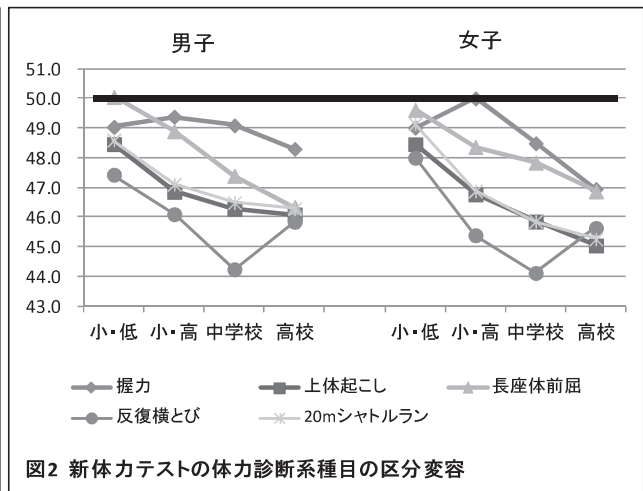 男子 女子
51.0
50.0
49.0
48.0
47.0
46.0
45.0
44.0
43.0
小・低 小・高 中学校 高校 小・低 小・高 中学校 高校
握力 上体起こし 長座体前屈
反復横とび 20mシャトルラン
図2 新体力テストの体力診断系種目の区分変容